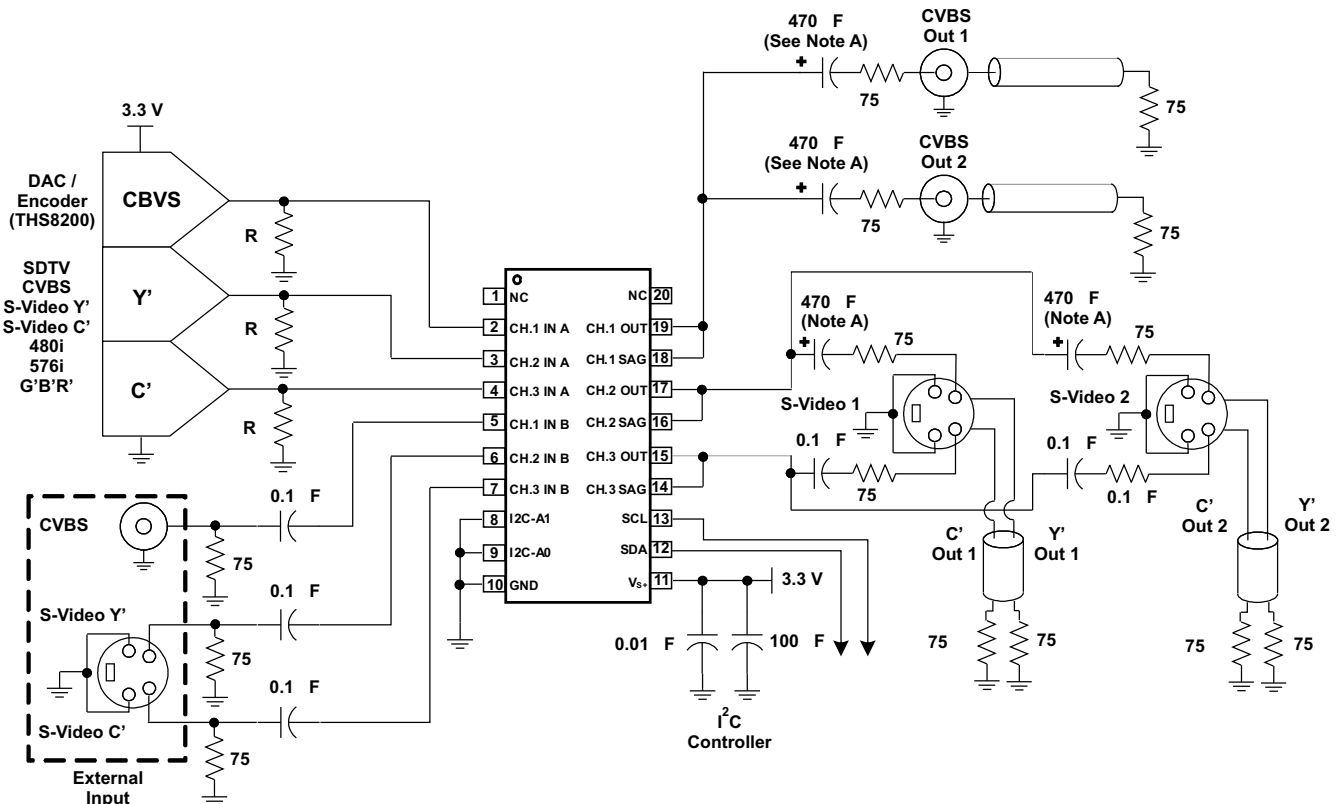 470 F
(See Note A)
+
75
CVBS
Out 1
75
470 F
(See Note A)
+
75
CVBS
Out 2
75
3.3 V
DAC /
Encoder
(THS8200)
SDTV
CVBS
S-Video Y'
S-Video C'
480i
576i
G'B'R'
CBVS
Y'
C'
R
R
R
1 NC
2 CH.1 IN A
3 CH.2 IN A
4 CH.3 IN A
5 CH.1 IN B
6 CH.2 IN B
7 CH.3 IN B
8 I2C-A1
9 I2C-A0
10 GND
NC 20
CH.1 OUT 19
CH.1 SAG 18
CH.2 OUT 17
CH.2 SAG 16
CH.3 OUT 15
CH.3 SAG 14
SCL 13
SDA 12
VS+ 11
470 F
(Note A)
+
75
S-Video 1
0.1 F
75
C'
Out 1
Y'
Out 1
75
75
470 F
(Note A)
+
75
S-Video 2
0.1 F
0.1 F
C'
Out 2
Y'
Out 2
75
75
3.3 V
0.01 F
100 F
I2C
Controller
CVBS
0.1 F
75
S-Video Y'
0.1 F
75
S-Video C'
0.1 F
75
External
Input